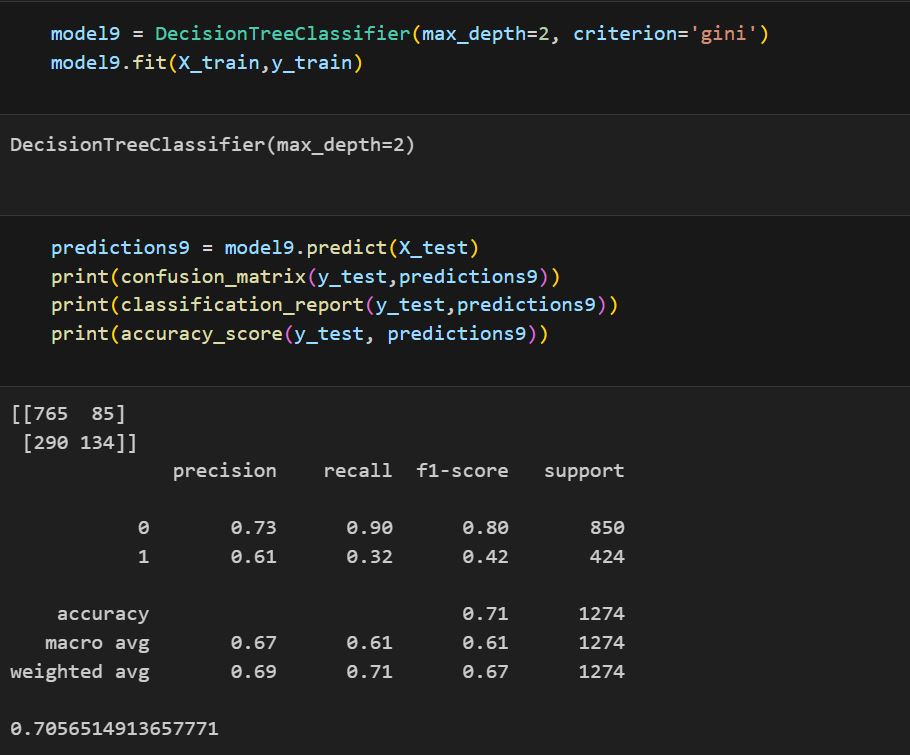 model9 = DecisionTreeClassifier(max_depth=2, criterion='gini')
model9.fit(X_train,y_train)
DecisionTreeClassifier(max_depth=2)
predictions9 = model9.predict(X_test)
print(confusion_matrix(y_test,predictions9))
print(classification_report(y_test,predictions9))
print(accuracy_score(y_test, predictions9))
[[765  85]
 [290 134]]
              precision    recall  f1-score   support
           0       0.73      0.90      0.80       850
           1       0.61      0.32      0.42       424
    accuracy                           0.71      1274
   macro avg       0.67      0.61      0.61      1274
weighted avg       0.69      0.71      0.67      1274
0.7056514913657771